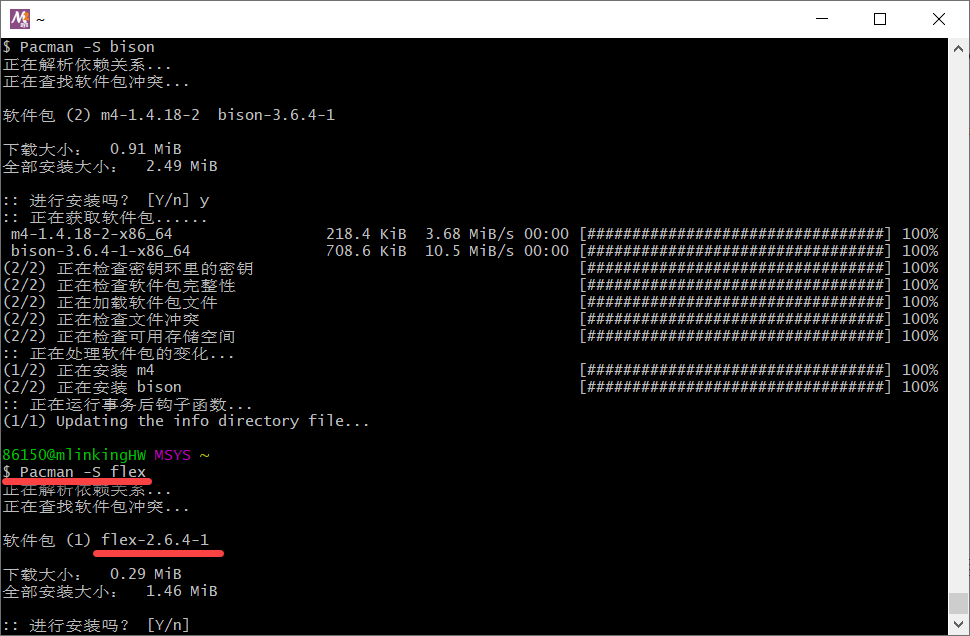 ~
$ Pacman -S bison
正在解析依赖关系...
正在查找软件包冲突...
软件包 (2) m4-1.4.18-2  bison-3.6.4-1
下载大小:   0.91 MiB
全部安装大小:   2.49 MiB
:: 进行安装吗? [Y/n] y
:: 正在获取软件包......
m4-1.4.18-2-x86_64 218.4 KiB  3.68 MiB/s 00:00 [#################################] 100%
bison-3.6.4-1-x86_64 708.6 KiB  10.5 MiB/s 00:00 [#################################] 100%
(2/2) 正在检查密钥环里的密钥 [#################################] 100%
(2/2) 正在检查软件包完整性 [#################################] 100%
(2/2) 正在加载软件包文件 [#################################] 100%
(2/2) 正在检查文件冲突 [#################################] 100%
(2/2) 正在检查可用存储空间 [#################################] 100%
:: 正在处理软件包的变化...
(1/2) 正在安装 m4 [#################################] 100%
(2/2) 正在安装 bison [#################################] 100%
:: 正在运行事务后钩子函数...
(1/1) Updating the info directory file...
86150@mlinkingHW MSYS ~
$ Pacman -S flex
正在解析依赖关系...
正在查找软件包冲突...
软件包 (1) flex-2.6.4-1
下载大小:   0.29 MiB
全部安装大小:   1.46 MiB
:: 进行安装吗? [Y/n]